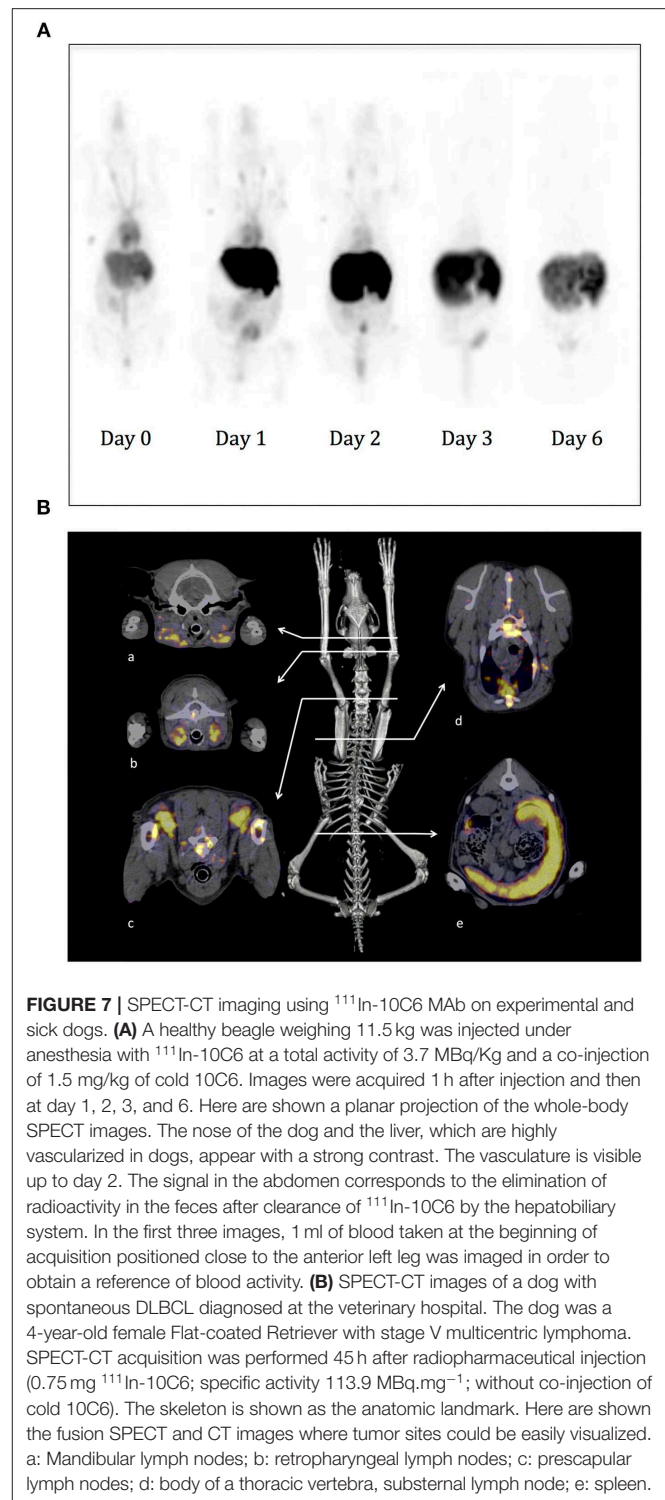 A
Day 0 Day 1 Day 2 Day 3 Day 6
B
a
b
c
d
e
FIGURE 7 | SPECT-CT imaging using ¹¹¹In-10C6 MAb on experimental and
sick dogs. (A) A healthy beagle weighing 11.5 kg was injected under
anesthesia with ¹¹¹In-10C6 at a total activity of 3.7 MBq/Kg and a co-injection
of 1.5 mg/kg of cold 10C6. Images were acquired 1 h after injection and then
at day 1, 2, 3, and 6. Here are shown a planar projection of the whole-body
SPECT images. The nose of the dog and the liver, which are highly
vascularized in dogs, appear with a strong contrast. The vasculature is visible
up to day 2. The signal in the abdomen corresponds to the elimination of
radioactivity in the feces after clearance of ¹¹¹In-10C6 by the hepatobiliary
system. In the first three images, 1 ml of blood taken at the beginning of
acquisition positioned close to the anterior left leg was imaged in order to
obtain a reference of blood activity. (B) SPECT-CT images of a dog with
spontaneous DLBCL diagnosed at the veterinary hospital. The dog was a
4-year-old female Flat-coated Retriever with stage V multicentric lymphoma.
SPECT-CT acquisition was performed 45 h after radiopharmaceutical injection
(0.75 mg ¹¹¹In-10C6; specific activity 113.9 MBq.mg⁻¹; without co-injection of
cold 10C6). The skeleton is shown as the anatomic landmark. Here are shown
the fusion SPECT and CT images where tumor sites could be easily visualized.
a: Mandibular lymph nodes; b: retropharyngeal lymph nodes; c: prescapular
lymph nodes; d: body of a thoracic vertebra, substernal lymph node; e: spleen.